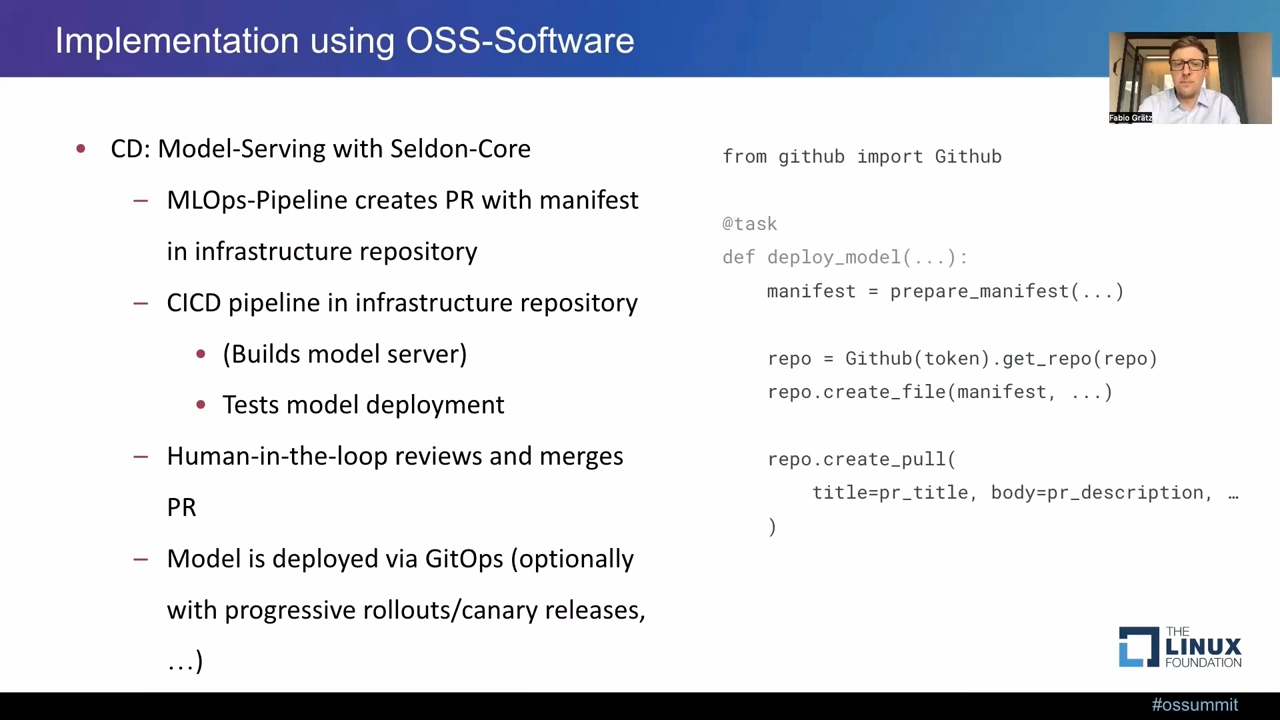 Implementation using OSS-Software
Fabio Grätz
• CD: Model-Serving with Seldon-Core
– MLOps-Pipeline creates PR with manifest
in infrastructure repository
– CICD pipeline in infrastructure repository
• (Builds model server)
• Tests model deployment
– Human-in-the-loop reviews and merges
PR
– Model is deployed via GitOps (optionally
with progressive rollouts/canary releases,
…)
from github import Github
@task
def deploy_model(...):
manifest = prepare_manifest(...)
repo = Github(token).get_repo(repo)
repo.create_file(manifest, ...)
repo.create_pull(
title=pr_title, body=pr_description, …
)
THE
LINUX
FOUNDATION
#ossummit